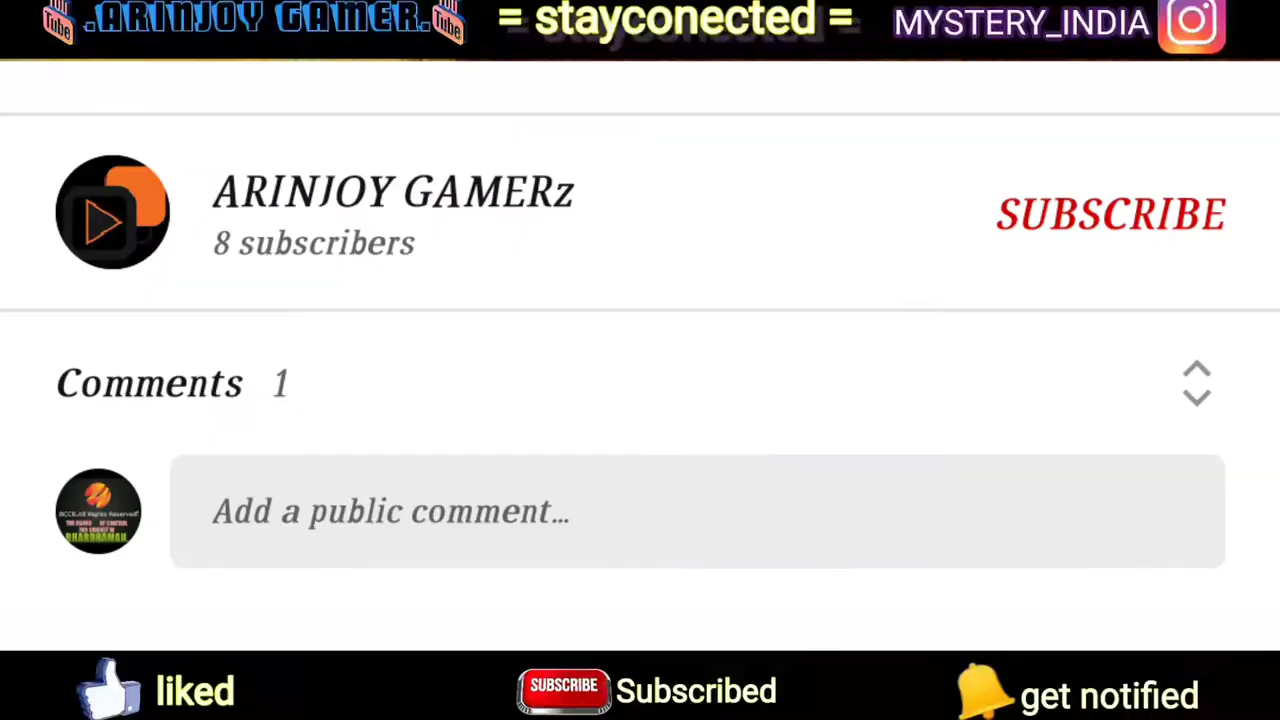 .ARINJOY GAMER.
= stayconected =
MYSTERY_INDIA
ARINJOY GAMERz
8 subscribers
SUBSCRIBE
Comments 1
Add a public comment...
BHARDHAMAN
liked
SUBSCRIBE Subscribed
get notified